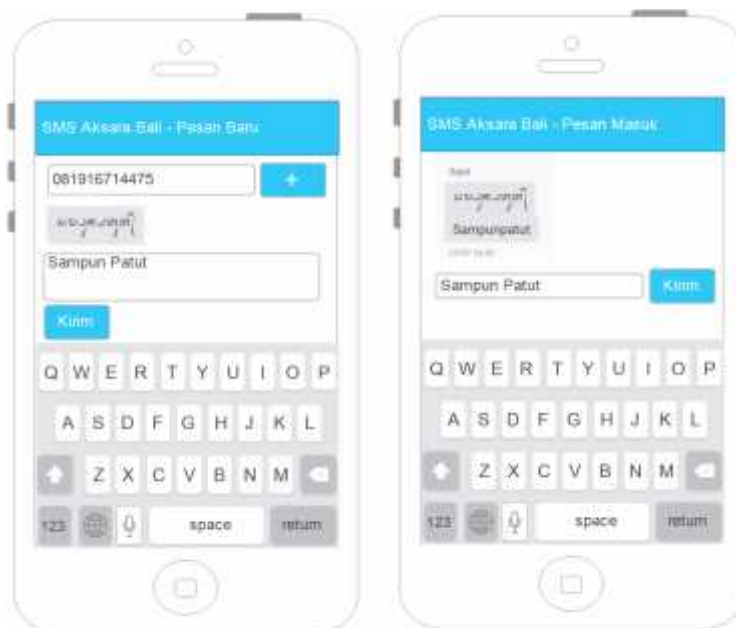 SMS Aksara Bali - Pesan Baru
081916714475
+
Sampun Patut
Kirim
Q W E R T Y U I O P
A S D F G H J K L
Z X C V B N M
123
space
return
SMS Aksara Bali - Pesan Masuk
Sampunpatut
Sampun Patut
Kirim
Q W E R T Y U I O P
A S D F G H J K L
Z X C V B N M
123
space
return